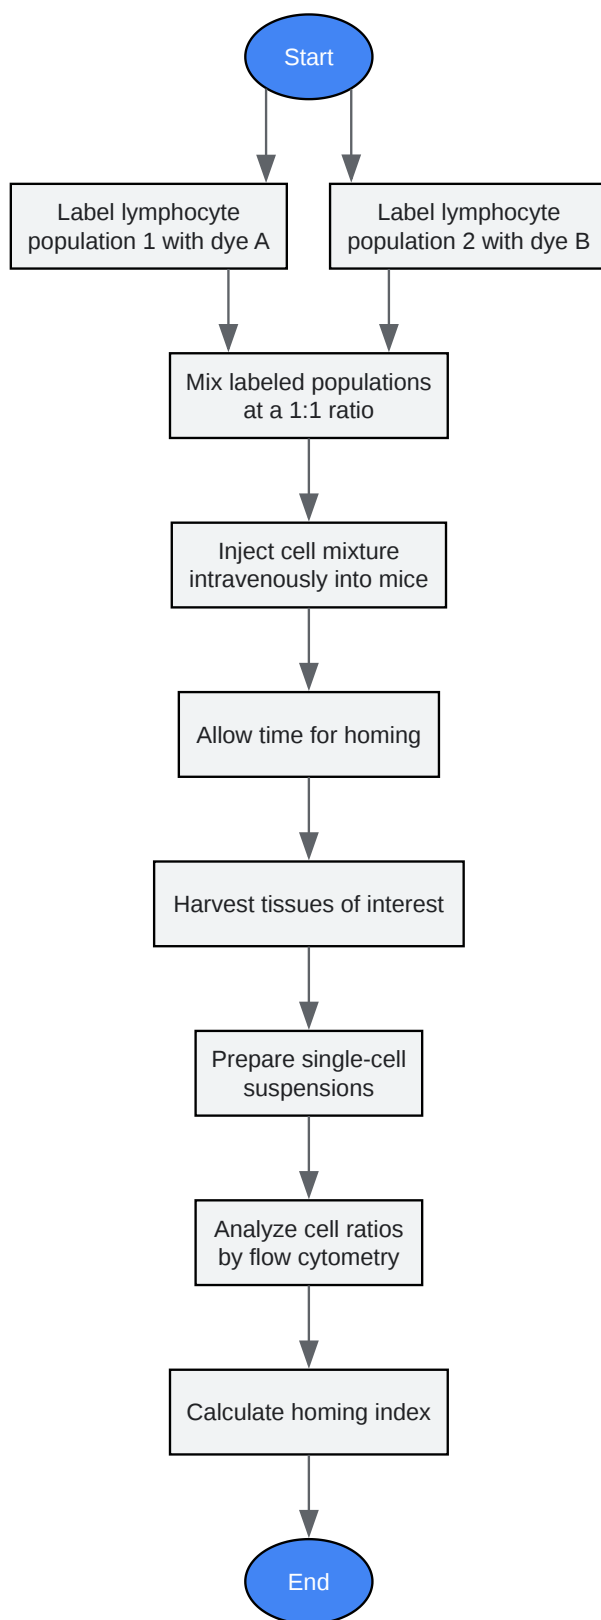 Start
Label lymphocyte
population 1 with dye A
Label lymphocyte
population 2 with dye B
Mix labeled populations
at a 1:1 ratio
Inject cell mixture
intravenously into mice
Allow time for homing
Harvest tissues of interest
Prepare single-cell
suspensions
Analyze cell ratios
by flow cytometry
Calculate homing index
End